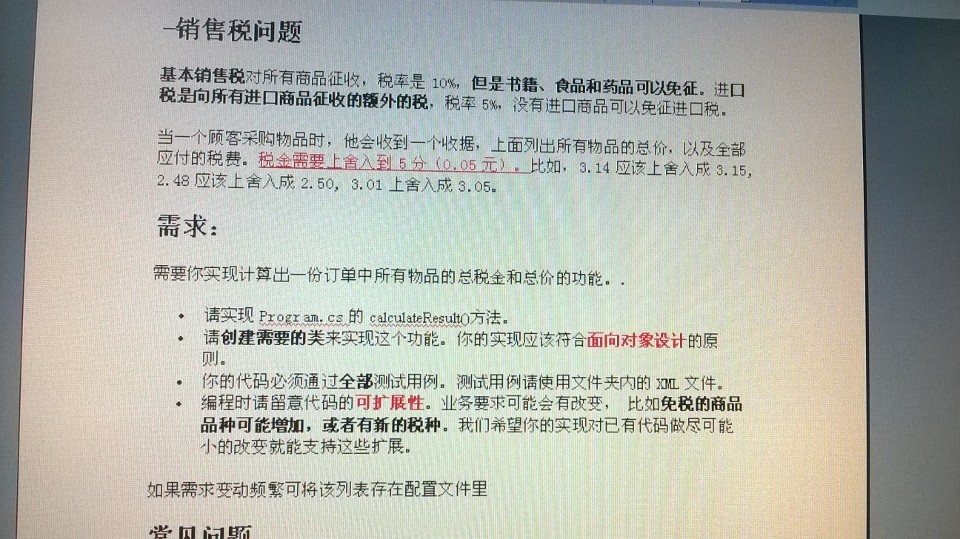 –销售税问题
基本销售税对所有商品征收，税率是 10%，但是书籍、食品和药品可以免征。进口
税是向所有进口商品征收的额外的税，税率 5%，没有进口商品可以免征进口税。
当一个顾客采购物品时，他会收到一个收据，上面列出所有物品的总价，以及全部
应付的税费。税金需要上舍入到 5 分（0.05 元）。比如，3.14 应该上舍入成 3.15,
2.48 应该上舍入成 2.50, 3.01 上舍入成 3.05。
需求：
需要你实现计算出一份订单中所有物品的总税金和总价的功能。.
• 请实现 Program.cs 的 calculateResult()方法。
• 请创建需要的类来实现这个功能。你的实现应该符合面向对象设计的原
则。
• 你的代码必须通过全部测试用例。测试用例请使用文件夹内的 XML 文件。
• 编程时请留意代码的可扩展性。业务要求可能会有改变， 比如免税的商品
品种可能增加，或者有新的税种。我们希望你的实现对已有代码做尽可能
小的改变就能支持这些扩展。
如果需求变动频繁可将该列表存在配置文件里
常见问题